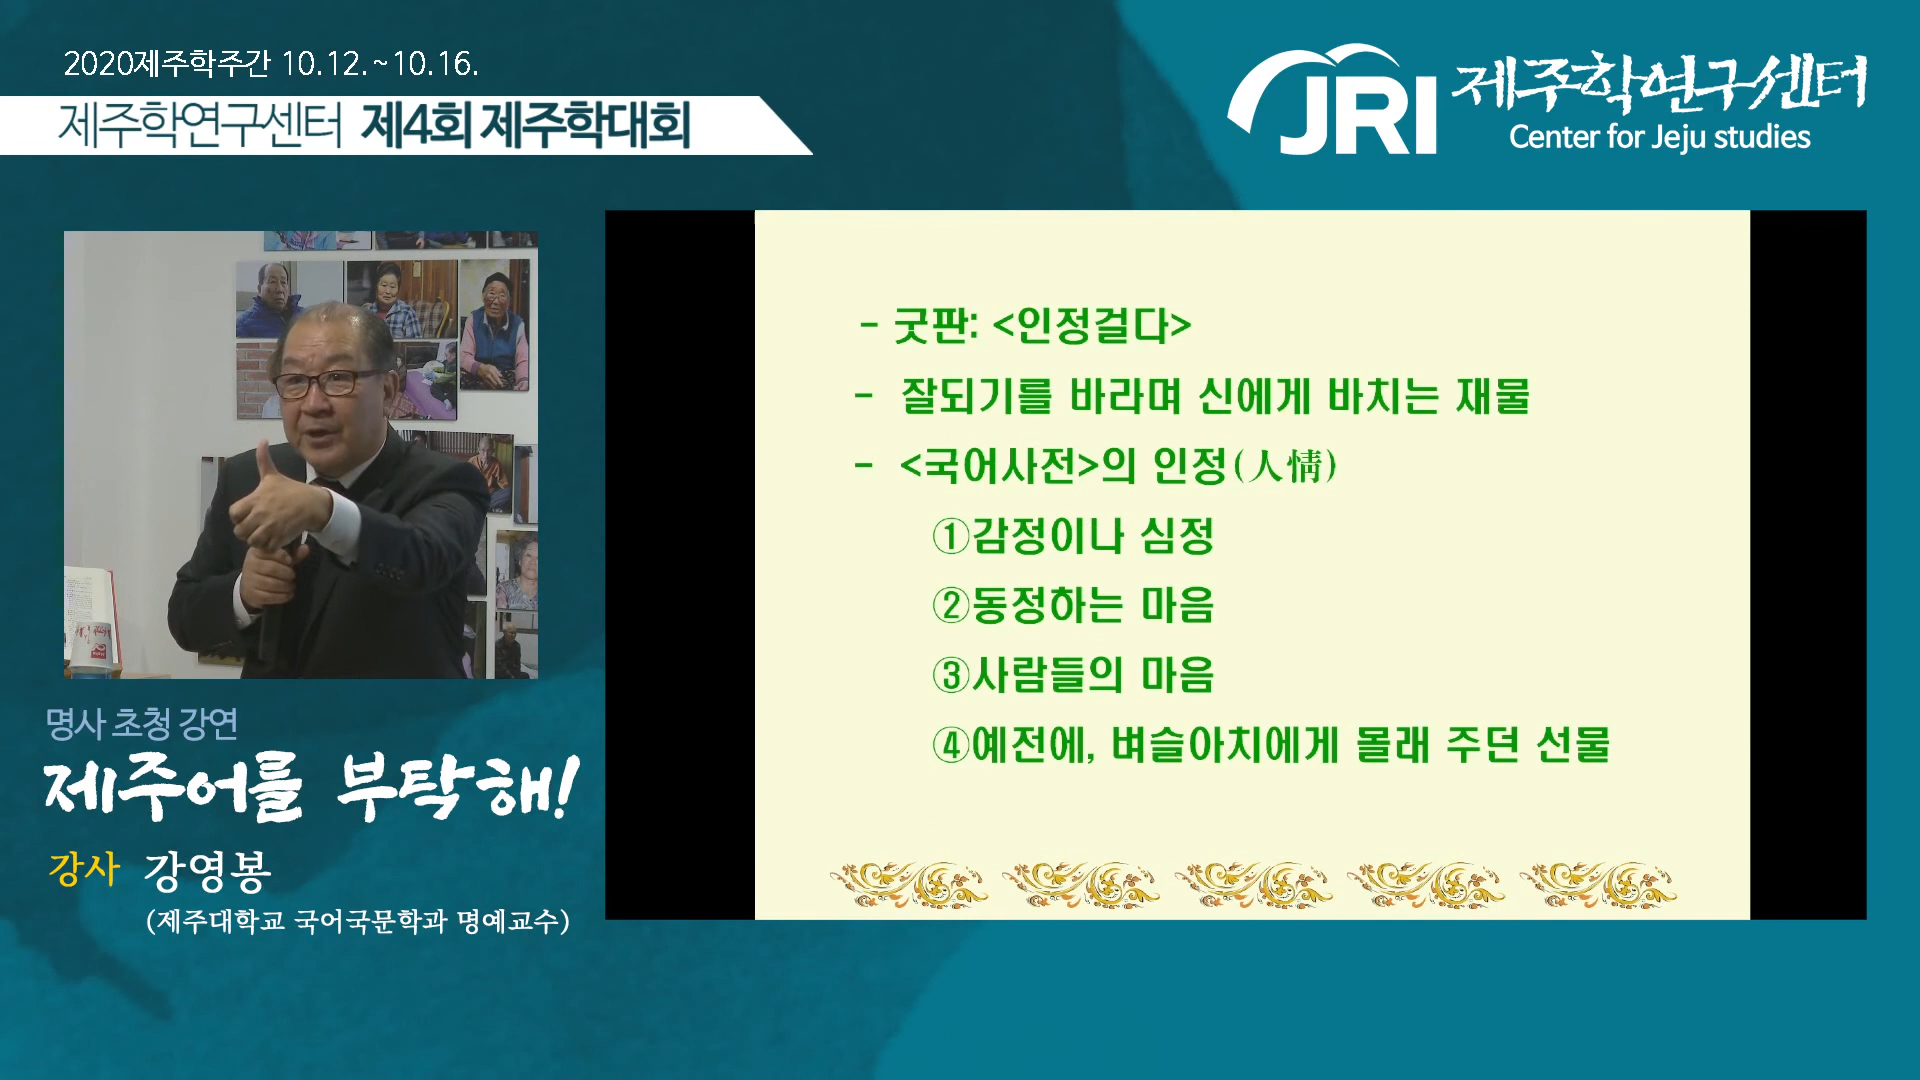 2020제주학주간 10.12.~10.16.
제주학연구센터 제4회 제주학대회
JRI 제주학연구센터
Center for Jeju studies
- 굿판: <인정걸다>
- 잘되기를 바라며 신에게 바치는 재물
- <국어사전>의 인정(人情)
①감정이나 심정
②동정하는 마음
③사람들의 마음
④예전에, 벼슬아치에게 몰래 주던 선물
명사 초청 강연
제주어를 부탁해!
강사 강영봉
(제주대학교 국어국문학과 명예교수)